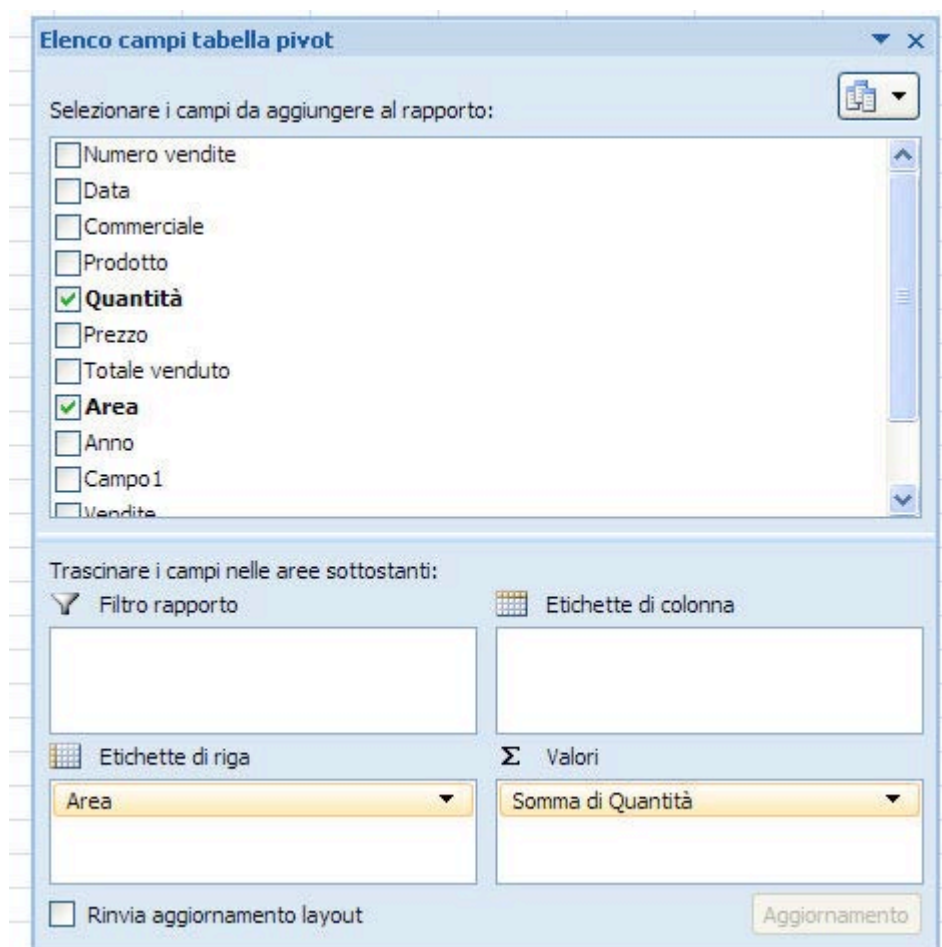 Elenco campi tabella pivot
Selezionare i campi da aggiungere al rapporto:
Numero vendite
Data
Commerciale
Prodotto
Quantità
Prezzo
Totale venduto
Area
Anno
Campo1
Vendite
Trascinare i campi nelle aree sottostanti:
Filtro rapporto
Etichette di colonna
Etichette di riga
Σ Valori
Area
Somma di Quantità
Rinvia aggiornamento layout
Aggiornamento